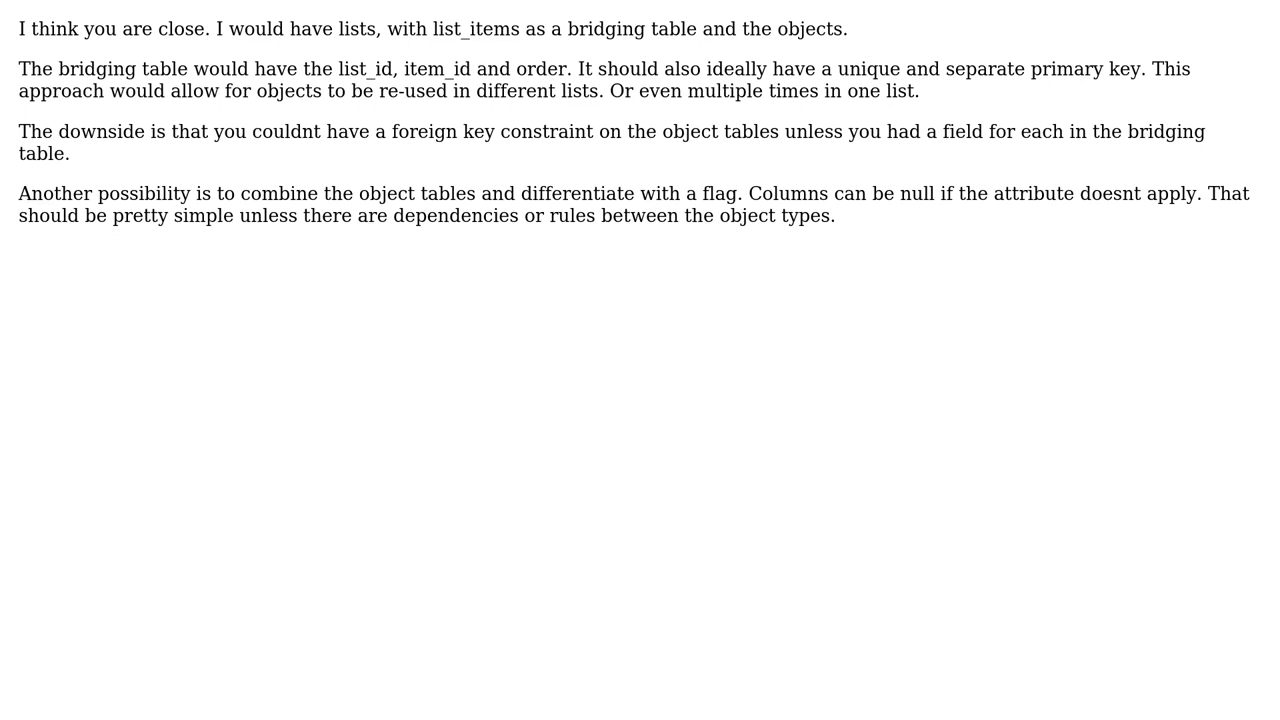 I think you are close. I would have lists, with list_items as a bridging table and the objects.
The bridging table would have the list_id, item_id and order. It should also ideally have a unique and separate primary key. This
approach would allow for objects to be re-used in different lists. Or even multiple times in one list.
The downside is that you couldnt have a foreign key constraint on the object tables unless you had a field for each in the bridging
table.
Another possibility is to combine the object tables and differentiate with a flag. Columns can be null if the attribute doesnt apply. That
should be pretty simple unless there are dependencies or rules between the object types.